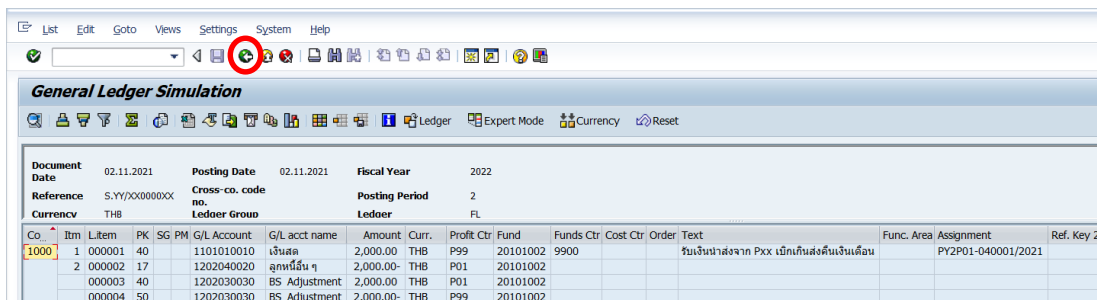 List Edit Goto Views Settings System Help
General Ledger Simulation
Ledger Expert Mode Currency Reset
Document Date 02.11.2021 Posting Date 02.11.2021 Fiscal Year 2022
Reference S.YY/XX0000XX Cross-co. code no. Posting Period 2
Currency THB Ledger Group Ledger FL
Co... Itm L.item PK SG PM G/L Account G/L acct name Amount Curr. Profit Ctr Fund Funds Ctr Cost Ctr Order Text Func. Area Assignment Ref. Key 2
1000 1 000001 40 1101010010 เงินสด 2,000.00 THB P99 20101002 9900 รับเงินนำส่งจาก Pxx เบิกเกินส่งคืนเงินเดือน PY2P01-040001/2021
2 000002 17 1202040020 ลูกหนี้อื่น ๆ 2,000.00- THB P01 20101002
000003 40 1202030030 BS Adjustment 2,000.00 THB P01 20101002
000004 50 1202030030 BS Adjustment 2,000.00- THB P99 20101002